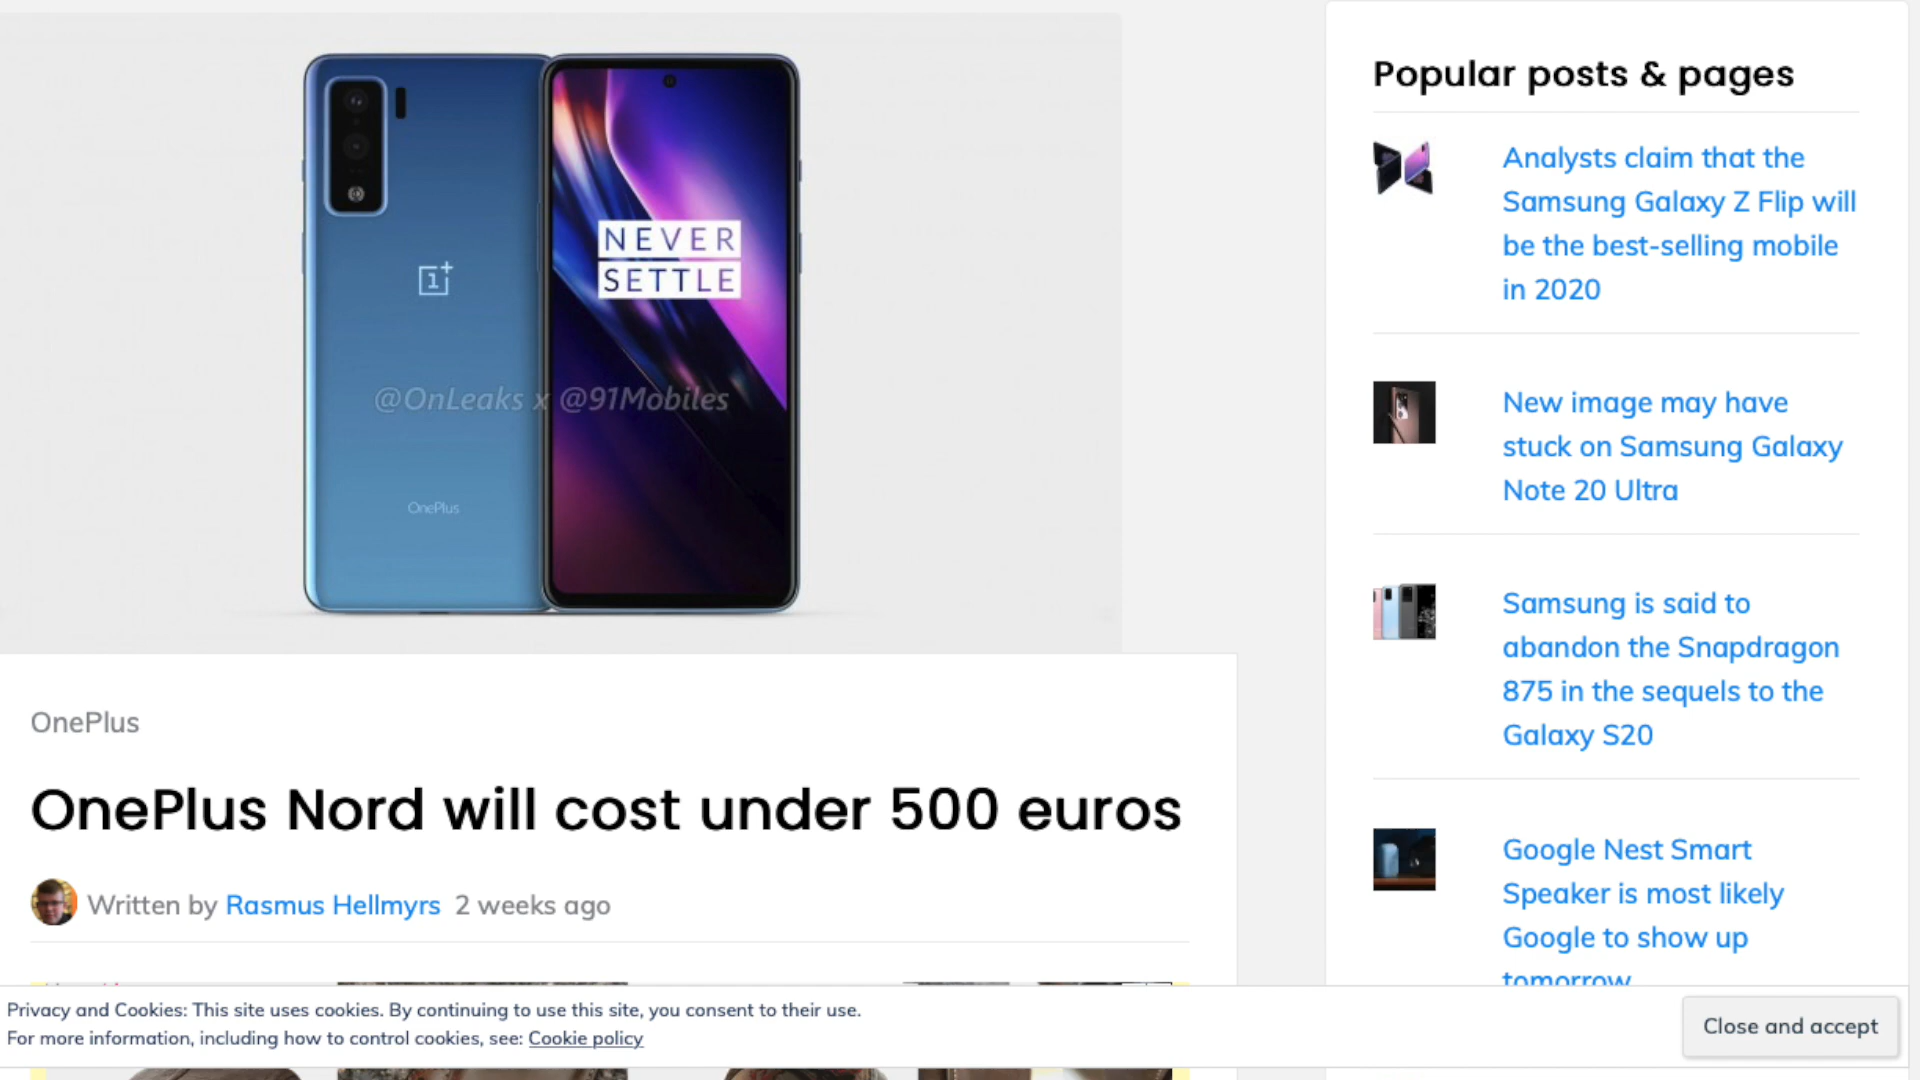 NEVER
SETTLE
@OnLeaks x @91Mobiles
OnePlus
OnePlus
OnePlus Nord will cost under 500 euros
Written by Rasmus Hellmyrs 2 weeks ago
Popular posts & pages
Analysts claim that the
Samsung Galaxy Z Flip will
be the best-selling mobile
in 2020
New image may have
stuck on Samsung Galaxy
Note 20 Ultra
Samsung is said to
abandon the Snapdragon
875 in the sequels to the
Galaxy S20
Google Nest Smart
Speaker is most likely
Google to show up
tomorrow
Privacy and Cookies: This site uses cookies. By continuing to use this site, you consent to their use.
For more information, including how to control cookies, see: Cookie policy
Close and accept